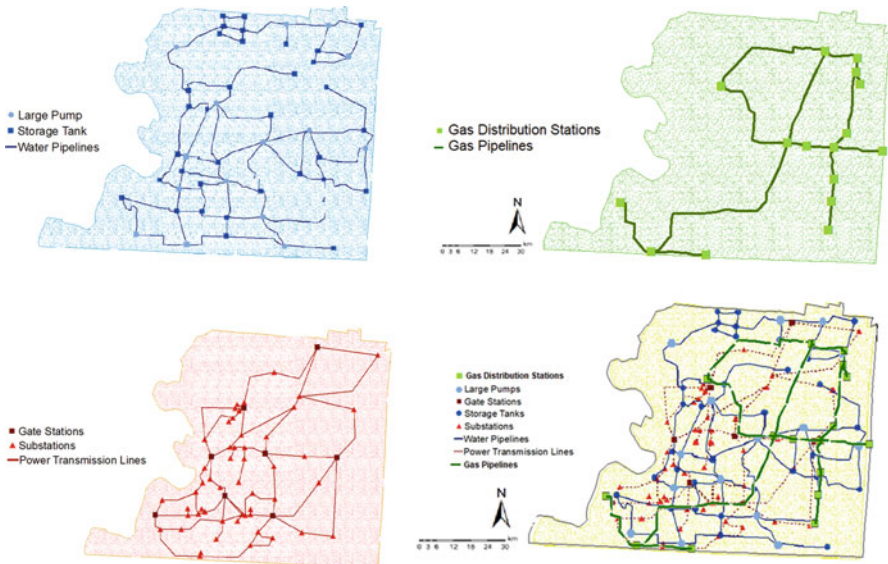 Large Pump
Storage Tank
Water Pipelines
Gas Distribution Stations
Gas Pipelines
N
km
0 3 6 12 18 24 30
Gate Stations
Substations
Power Transmission Lines
N
km
0 3 6 12 18 24 30
Gas Distribution Stations
Large Pumps
Gate Stations
Storage Tanks
Substations
Water Pipelines
Power Transmission Lines
Gas Pipelines